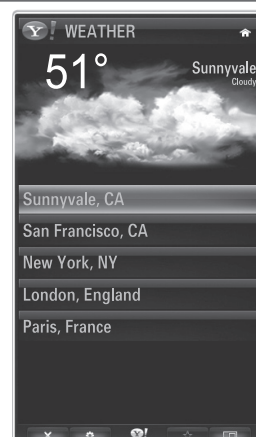 Y! WEATHER
51°
Sunnyvale
Cloudy
Sunnyvale, CA
San Francisco, CA
New York, NY
London, England
Paris, France
Y!